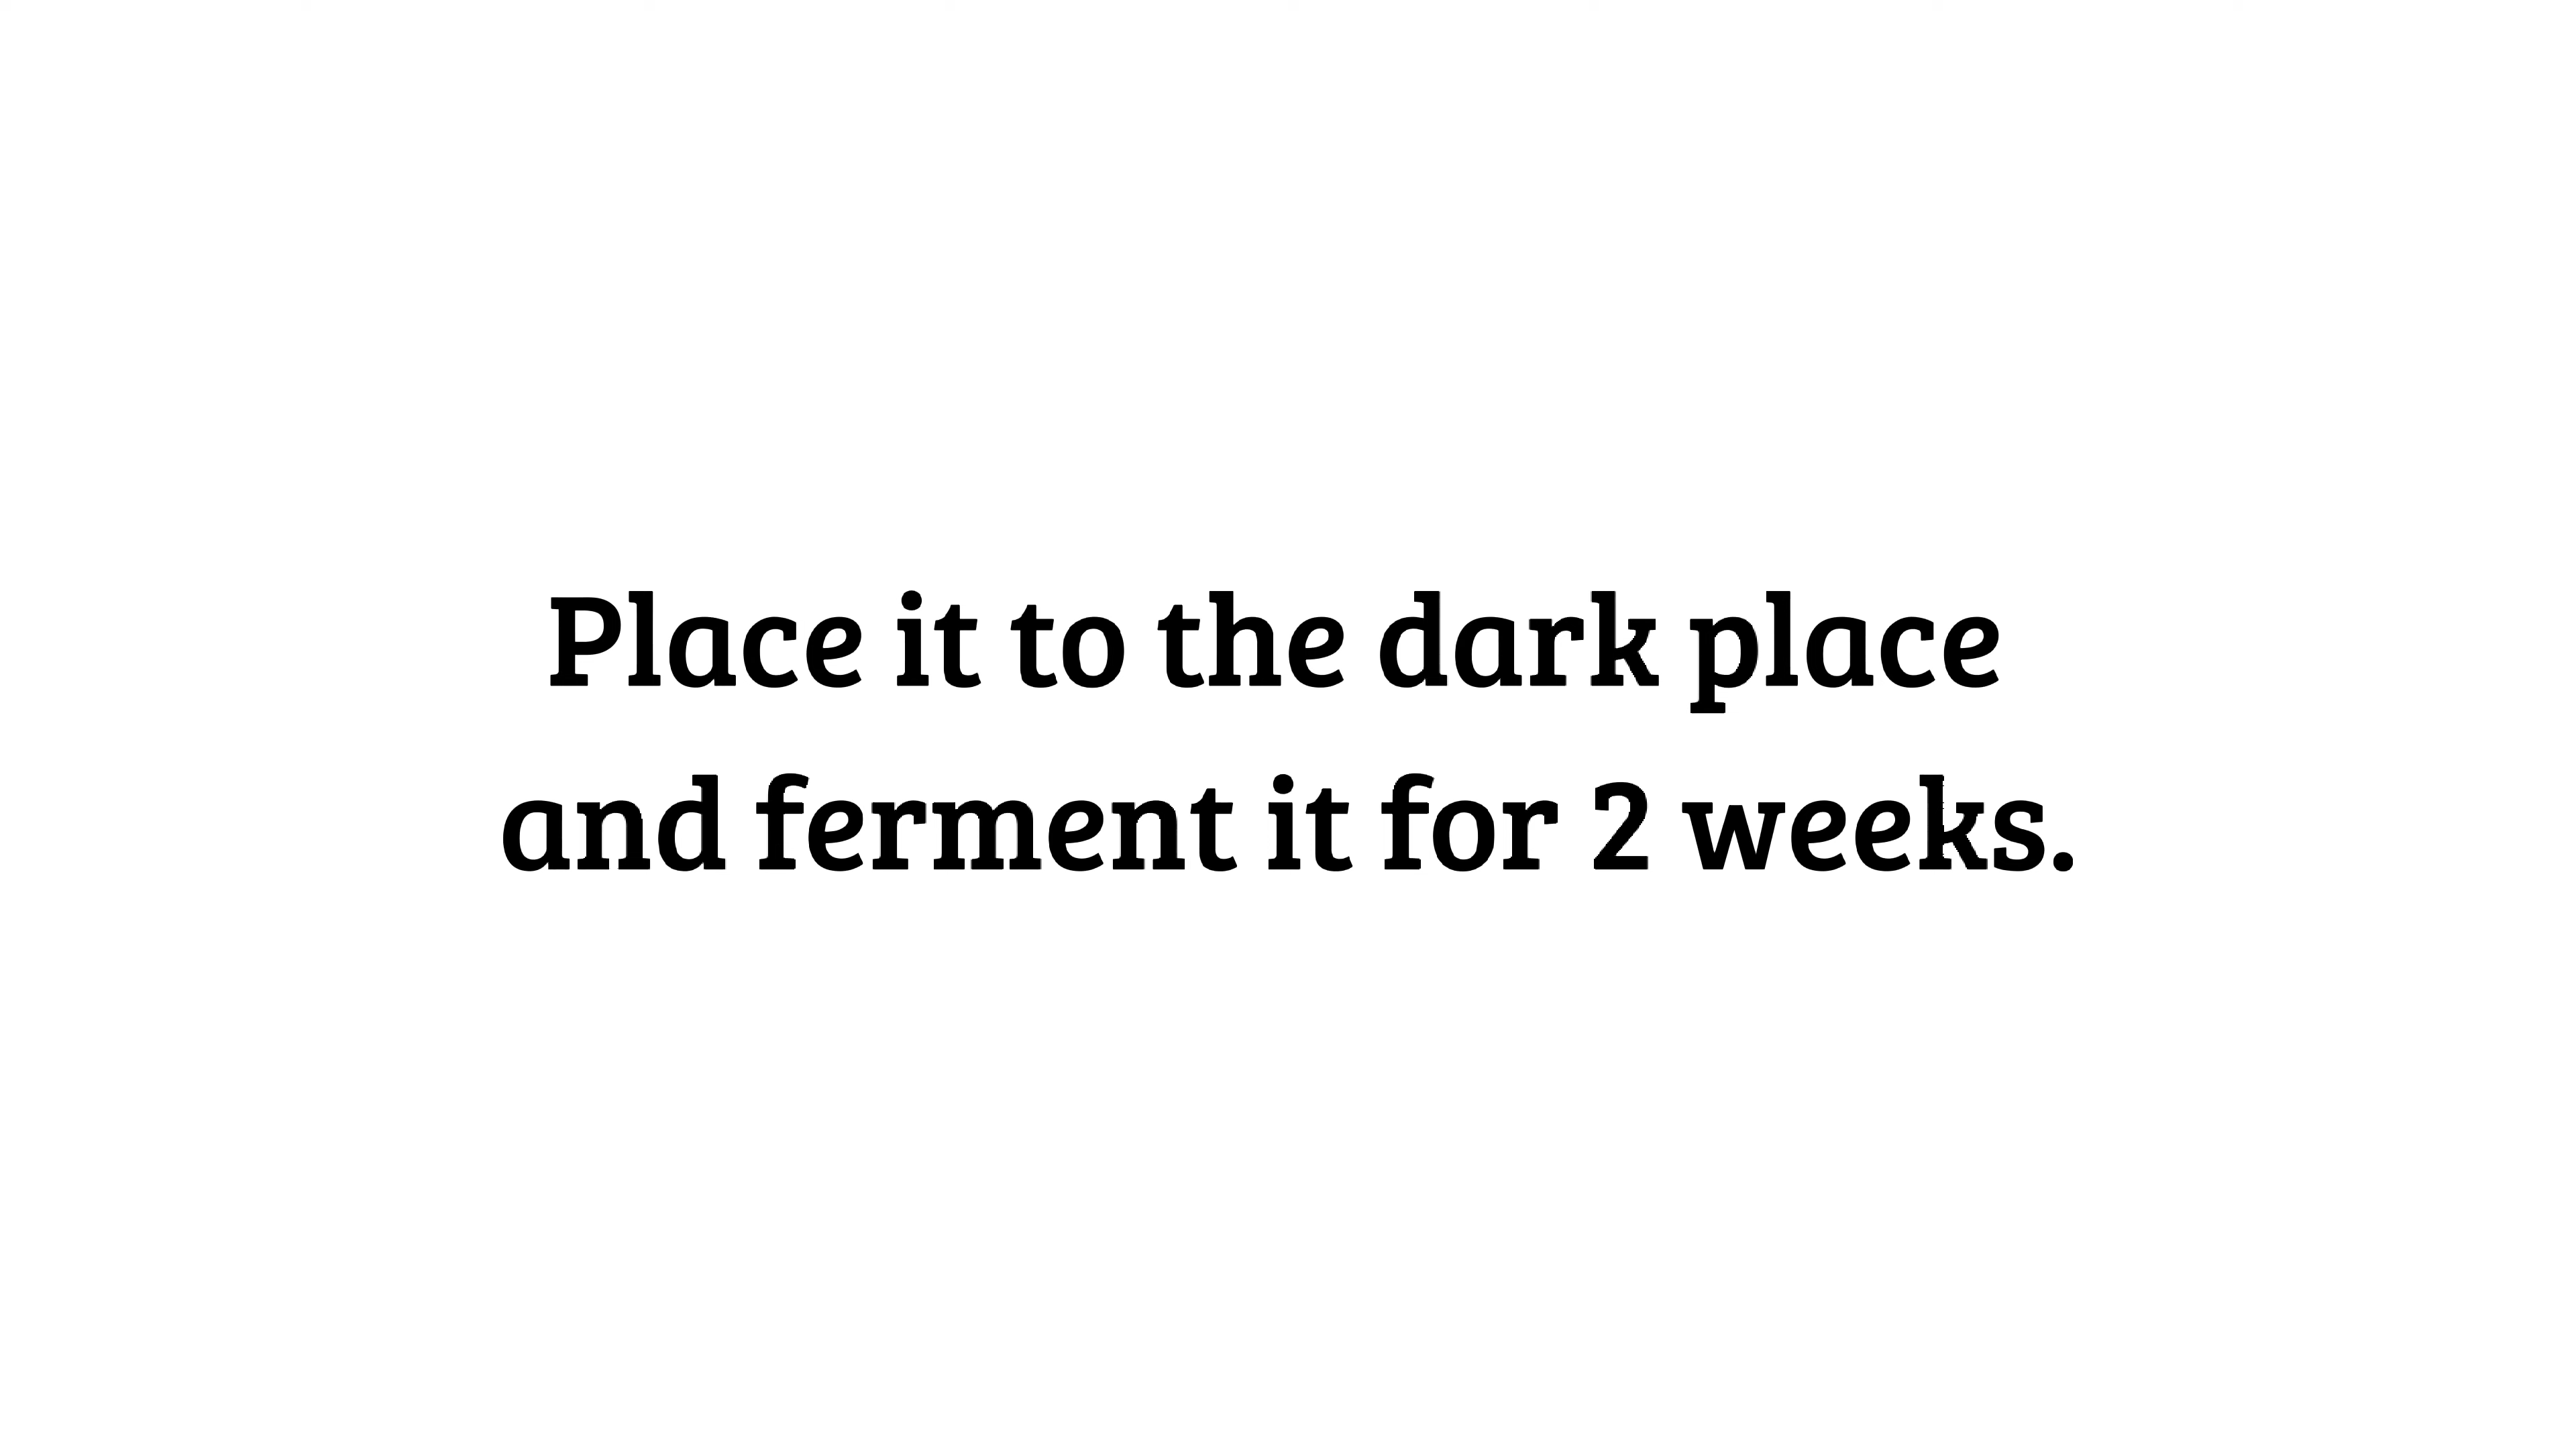 Place it to the dark place
and ferment it for 2 weeks.